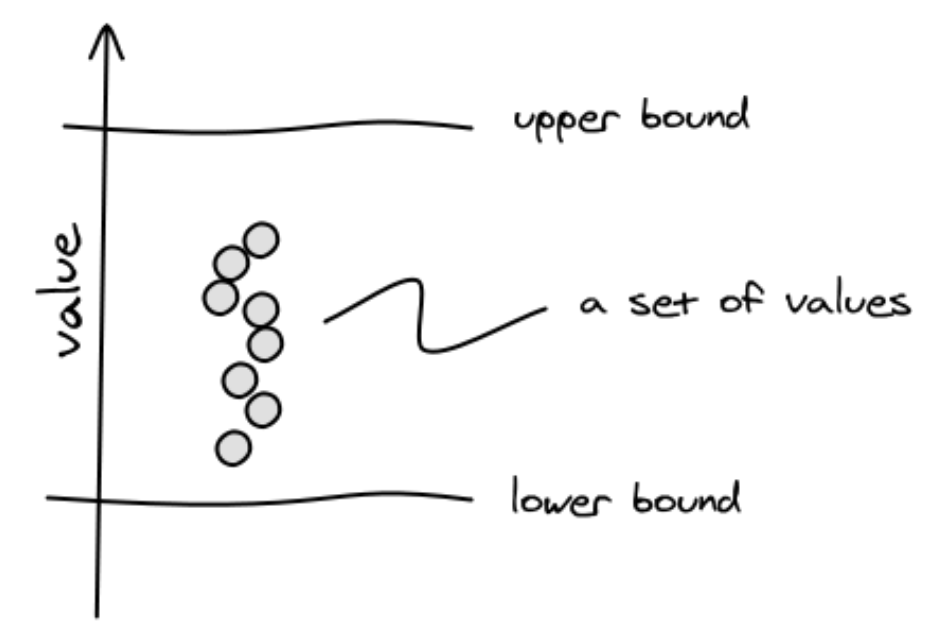 upper bound
value
a set of values
lower bound